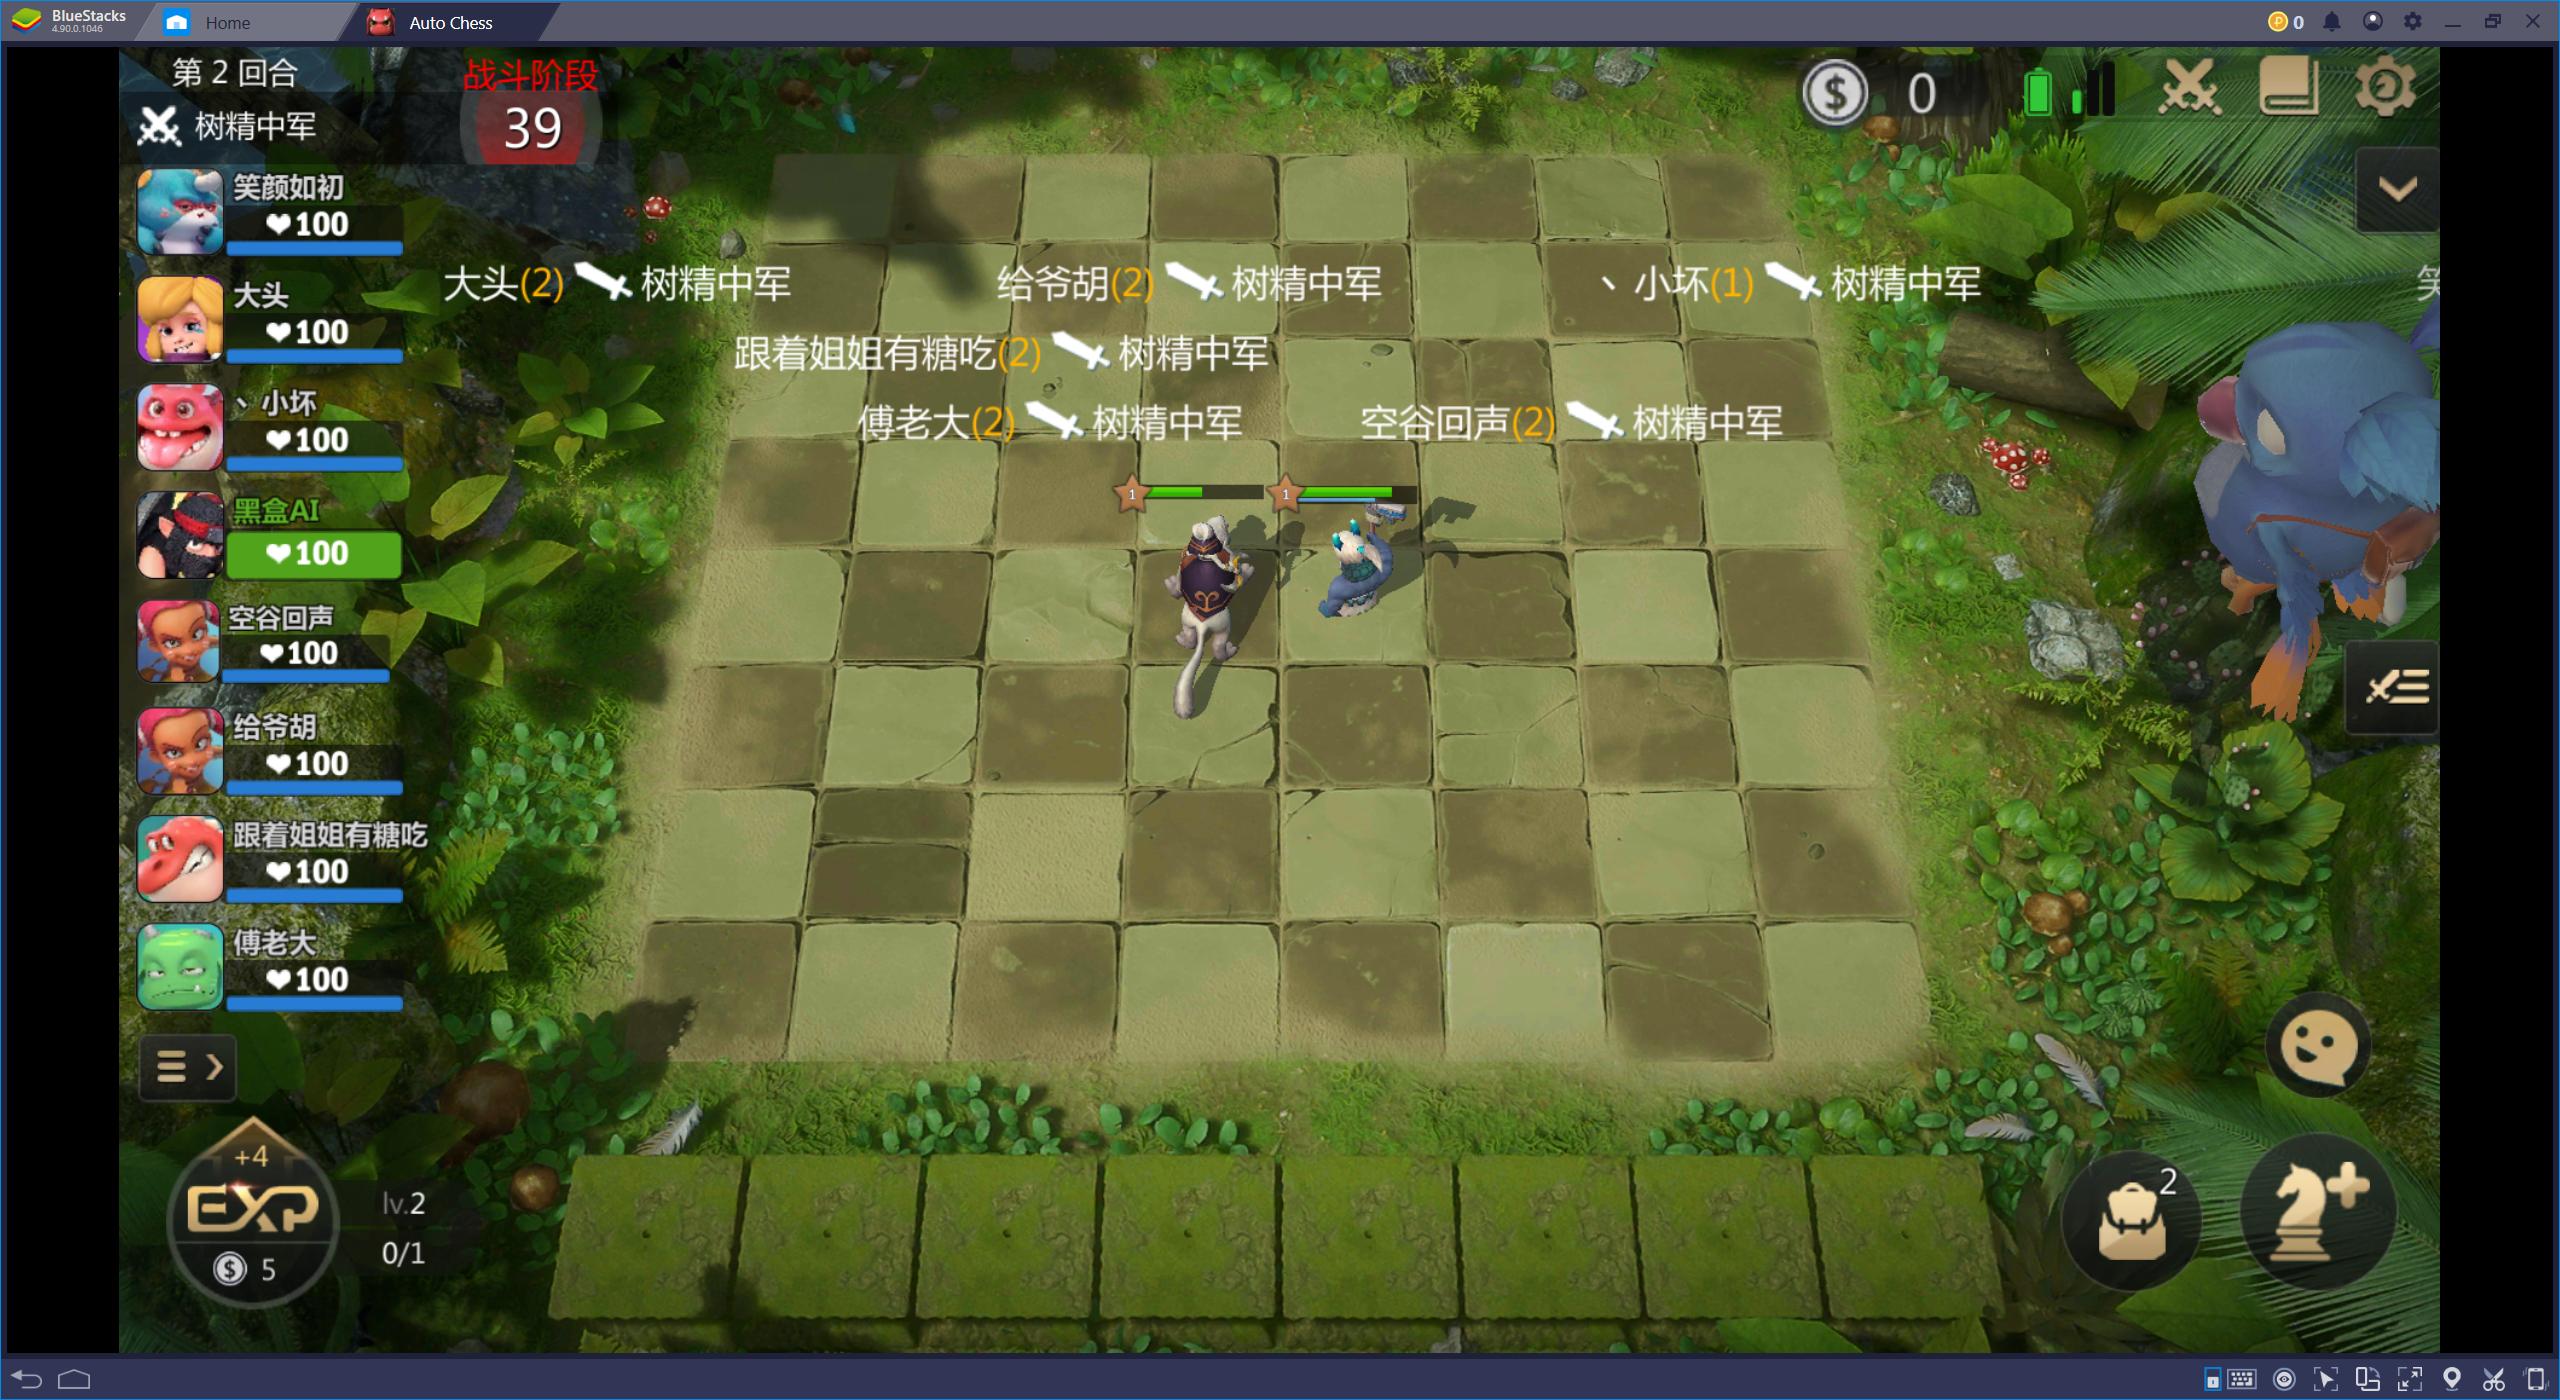 BlueStacks
4.90.0.1046
Home
Auto Chess
0
第 2 回合
战斗阶段
树精中军
39
0
笑颜如初
100
大头
100
丶 小坏
100
黑盒AI
100
空谷回声
100
给爷胡
100
跟着姐姐有糖吃
100
傅老大
100
大头(2) 树精中军
给爷胡(2) 树精中军
丶 小坏(1) 树精中军
笑
跟着姐姐有糖吃(2) 树精中军
傅老大(2) 树精中军
空谷回声(2) 树精中军
1
1
+4
EXP
5
lv.2
0/1
2